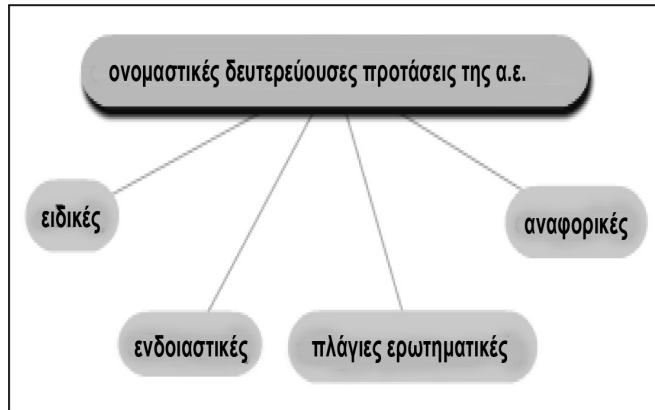 ονομαστικές δευτερεύουσες προτάσεις της α.ε.
ειδικές
αναφορικές
ενδοιαστικές
πλάγιες ερωτηματικές